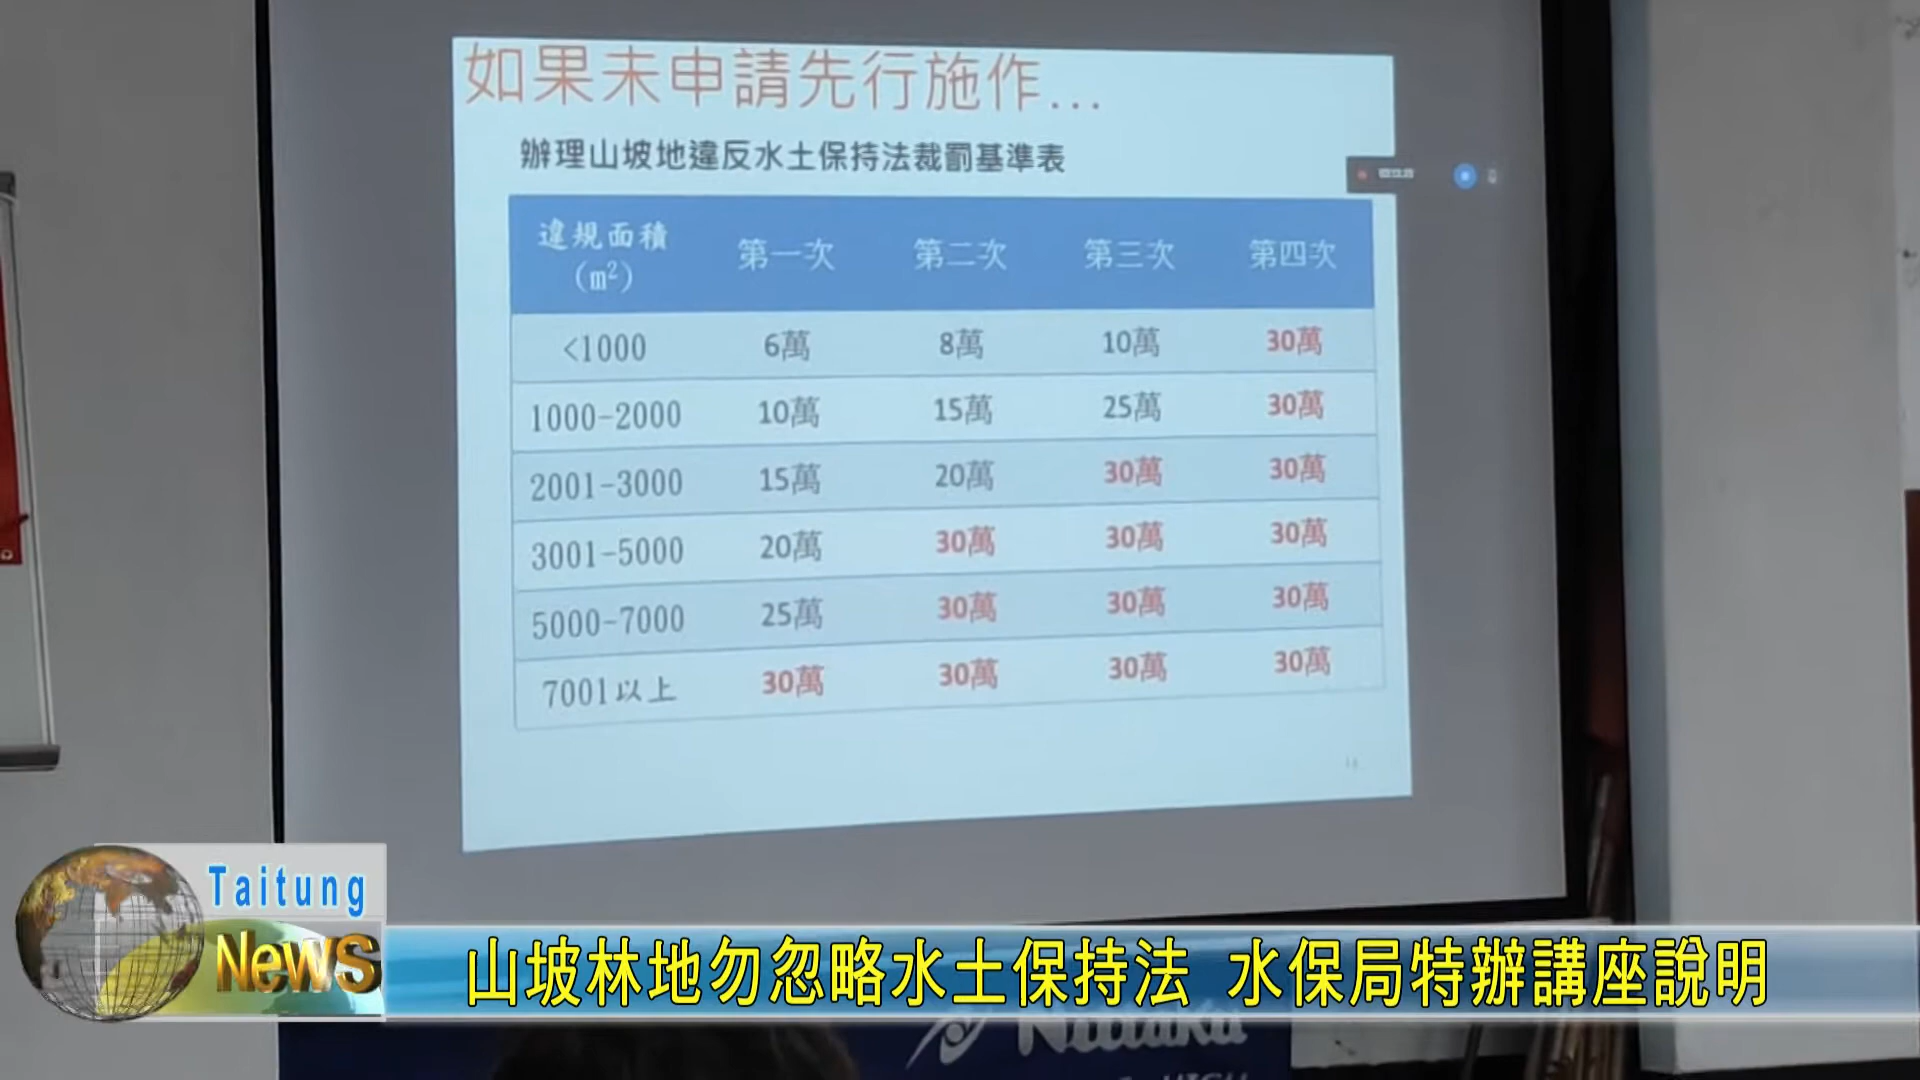 如果未申請先行施作...
辦理山坡地違反水土保持法裁罰基準表
違規面積 (m²) 第一次 第二次 第三次 第四次
<1000 6萬 8萬 10萬 30萬
1000-2000 10萬 15萬 25萬 30萬
2001-3000 15萬 20萬 30萬 30萬
3001-5000 20萬 30萬 30萬 30萬
5000-7000 25萬 30萬 30萬 30萬
7001以上 30萬 30萬 30萬 30萬
Taitung
News
山坡林地勿忽略水土保持法 水保局特辦講座說明
Nittaku